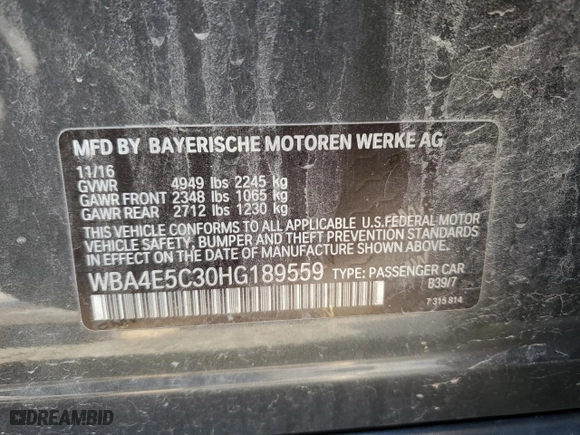 MFD BY BAYERISCHE MOTOREN WERKE AG
11/16
GVWR 4949 lbs 2245 kg
GAWR FRONT 2348 lbs 1065 kg
GAWR REAR 2712 lbs 1230 kg
THIS VEHICLE CONFORMS TO ALL APPLICABLE U.S.FEDERAL MOTOR
VEHICLE SAFETY, BUMPER AND THEFT PREVENTION STANDARDS
IN EFFECT ON THE DATE OF MANUFACTURE SHOWN ABOVE.
WBA4E5C30HG189559 TYPE: PASSENGER CAR
B39/7
7 315 814
DREAMBID